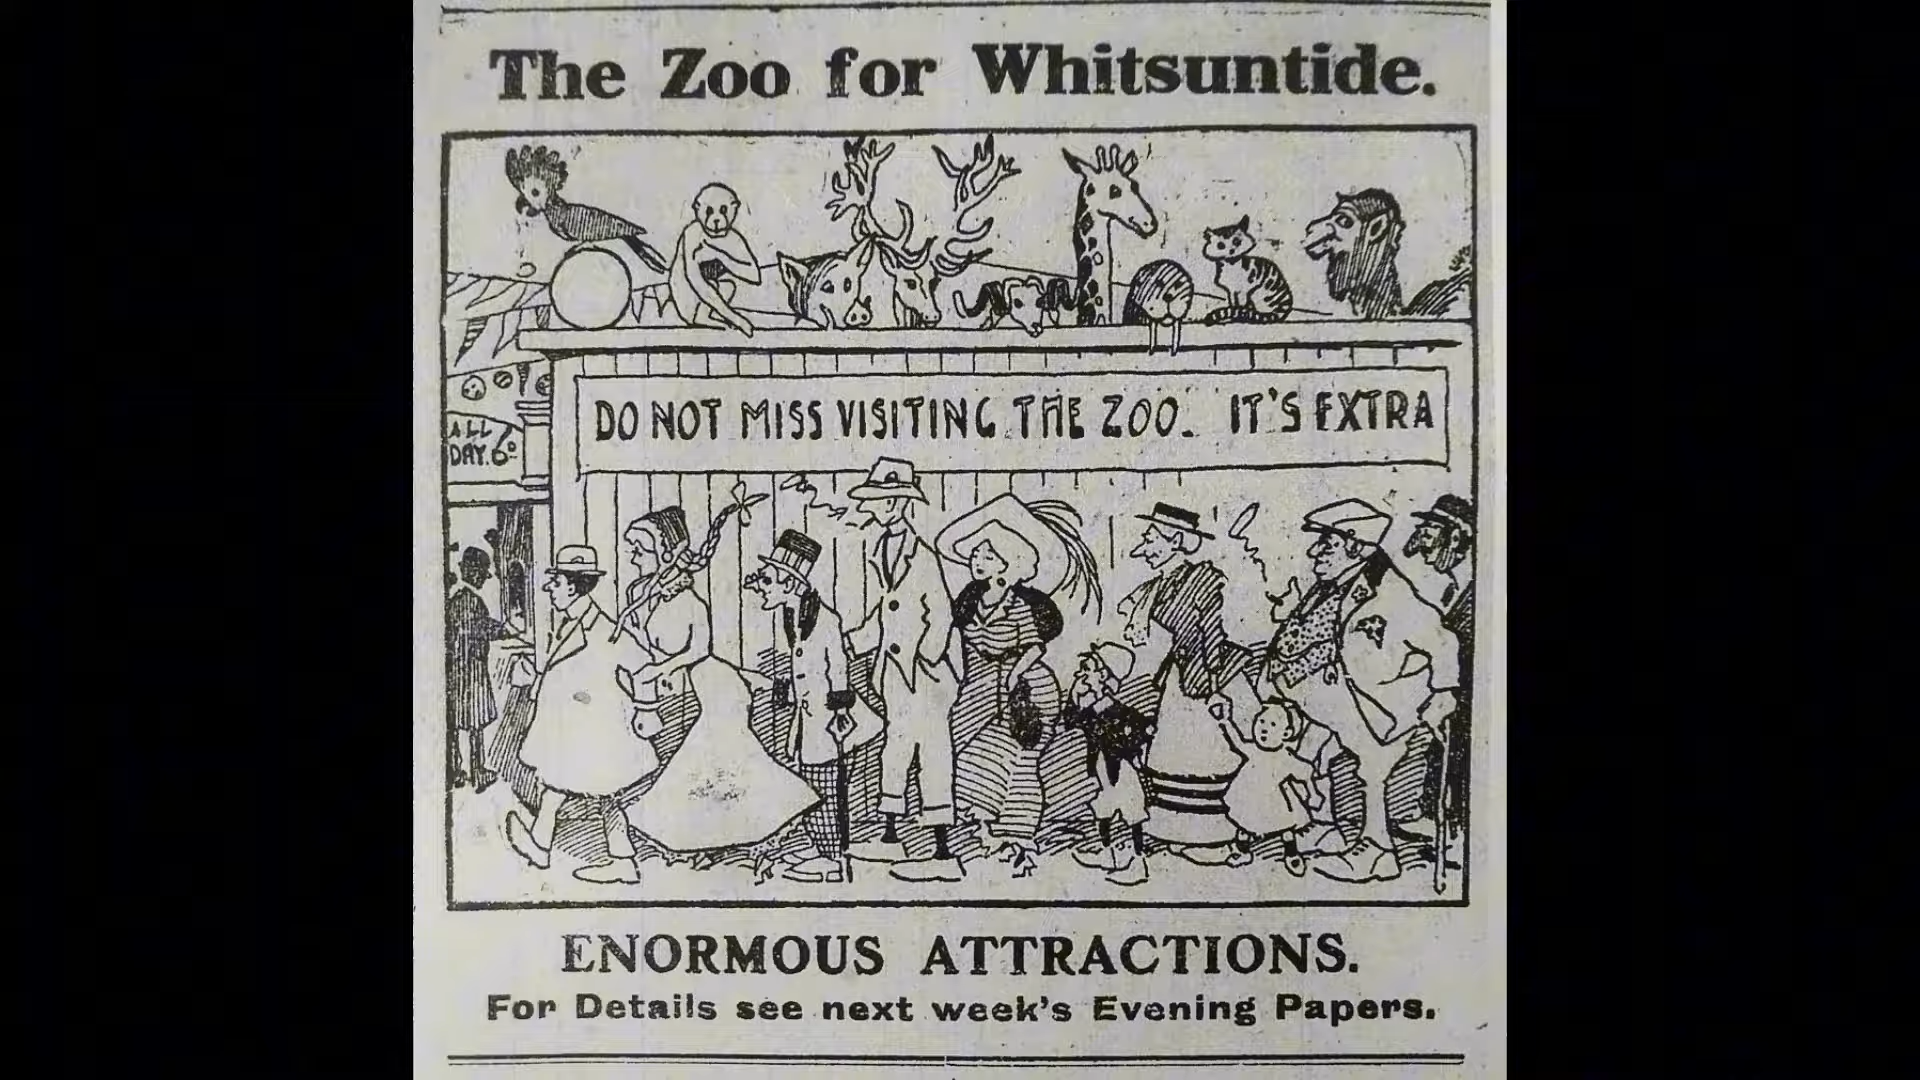 The Zoo for Whitsuntide.
DO NOT MISS VISITING THE ZOO. IT'S EXTRA
ALL
DAY. 6D
ENORMOUS ATTRACTIONS.
For Details see next week's Evening Papers.